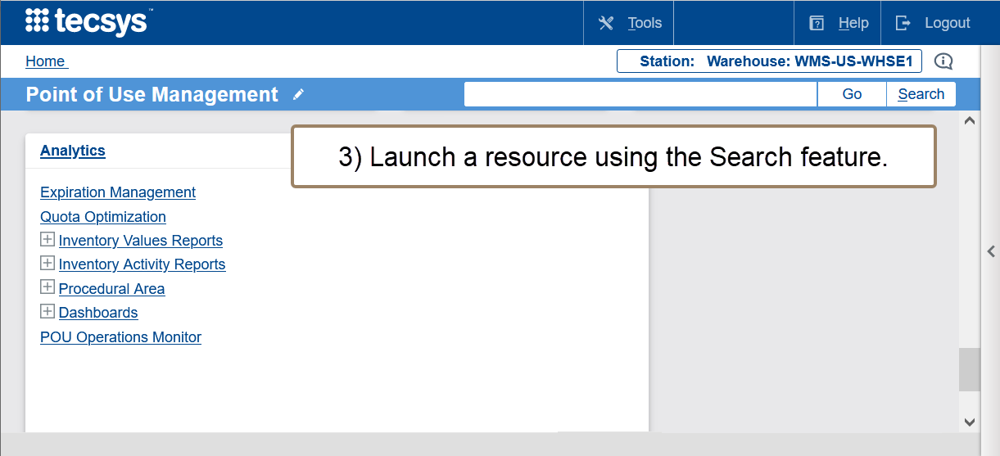 tecsys™
Tools
Help
Logout
Home
Station: Warehouse: WMS-US-WHSE1
Point of Use Management
Go
Search
3) Launch a resource using the Search feature.
Analytics
Expiration Management
Quota Optimization
Inventory Values Reports
Inventory Activity Reports
Procedural Area
Dashboards
POU Operations Monitor